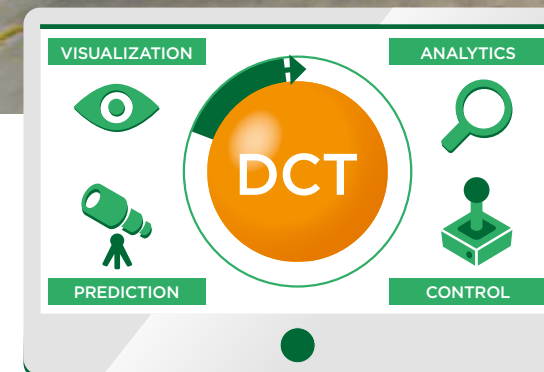 VISUALIZATION
ANALYTICS
DCT
PREDICTION
CONTROL